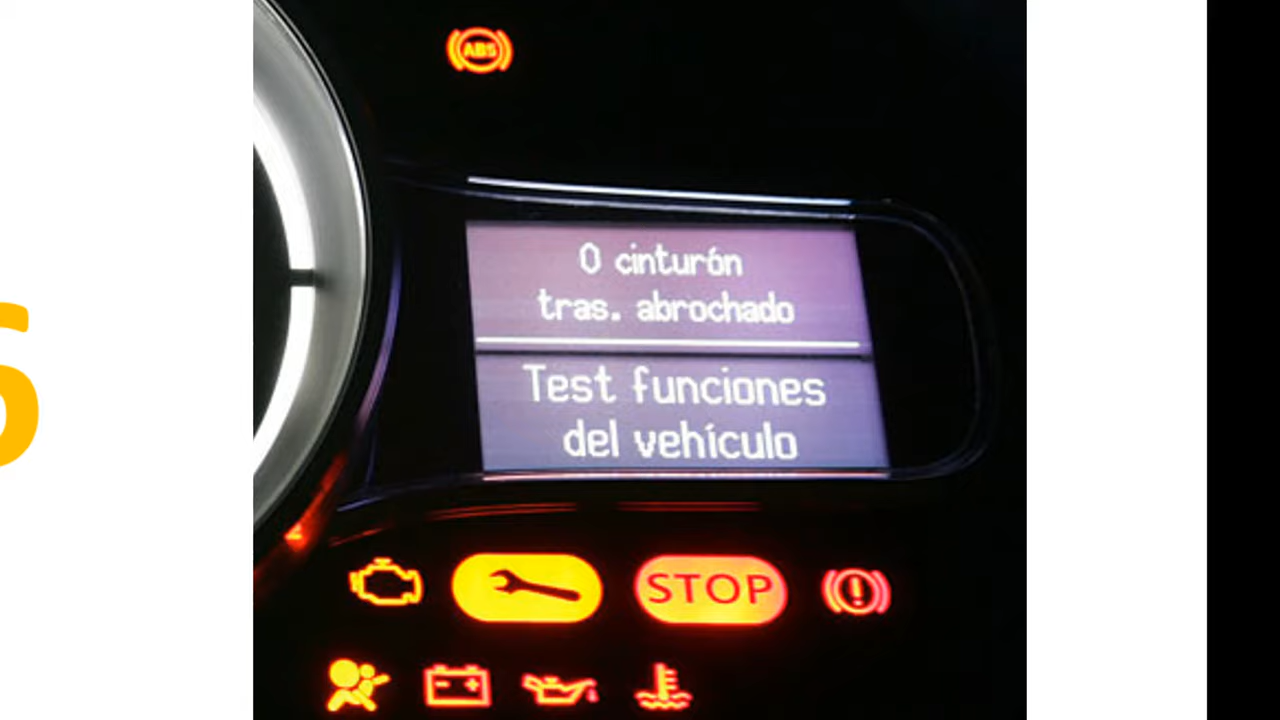 ABS
0 cinturón
tras. abrochado
Test funciones
del vehículo
STOP